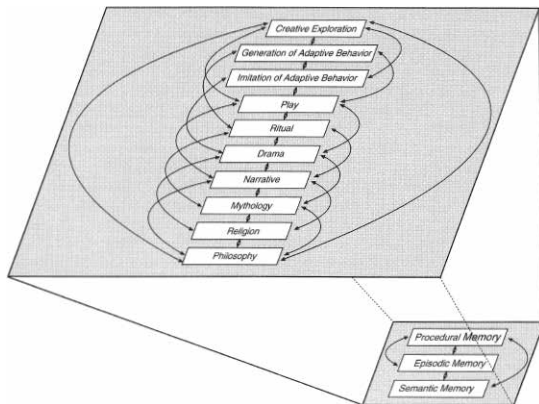 Creative Exploration
Generation of Adaptive Behavior
Imitation of Adaptive Behavior
Play
Ritual
Drama
Narrative
Mythology
Religion
Philosophy
Procedural Memory
Episodic Memory
Semantic Memory